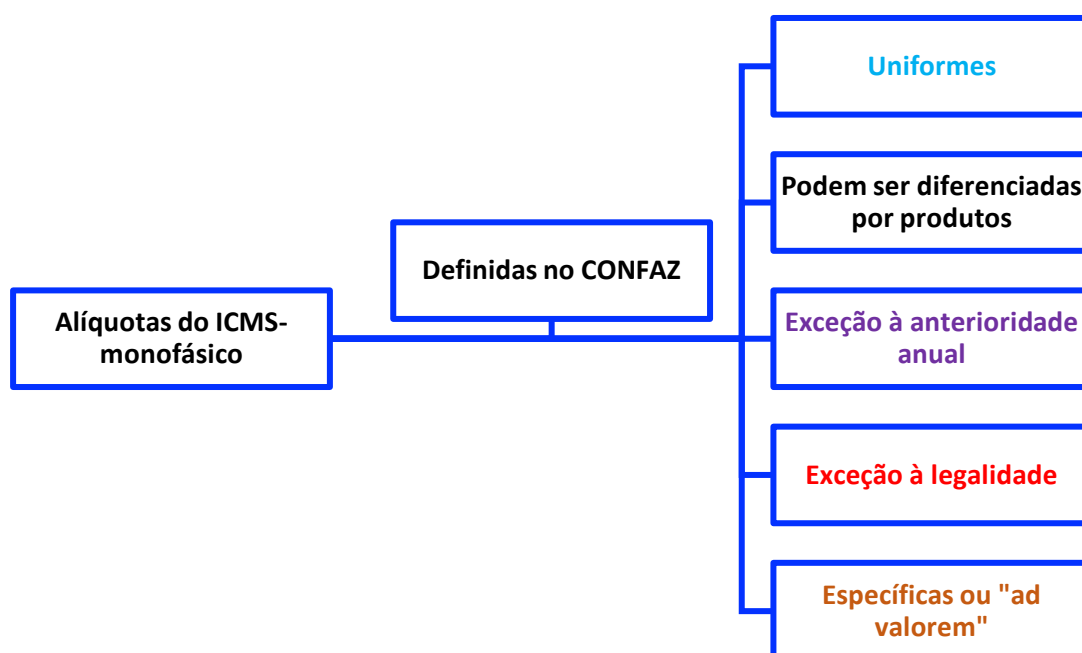 Alíquotas do ICMS-
monofásico
Definidas no CONFAZ
Uniformes
Podem ser diferenciadas
por produtos
Exceção à anterioridade
anual
Exceção à legalidade
Específicas ou "ad
valorem"